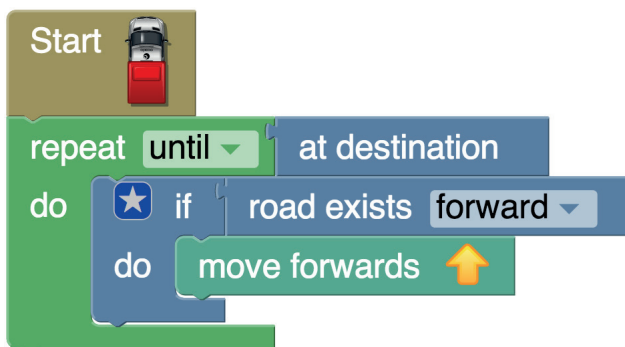 Start
repeat until at destination
do if road exists forward
do move forwards